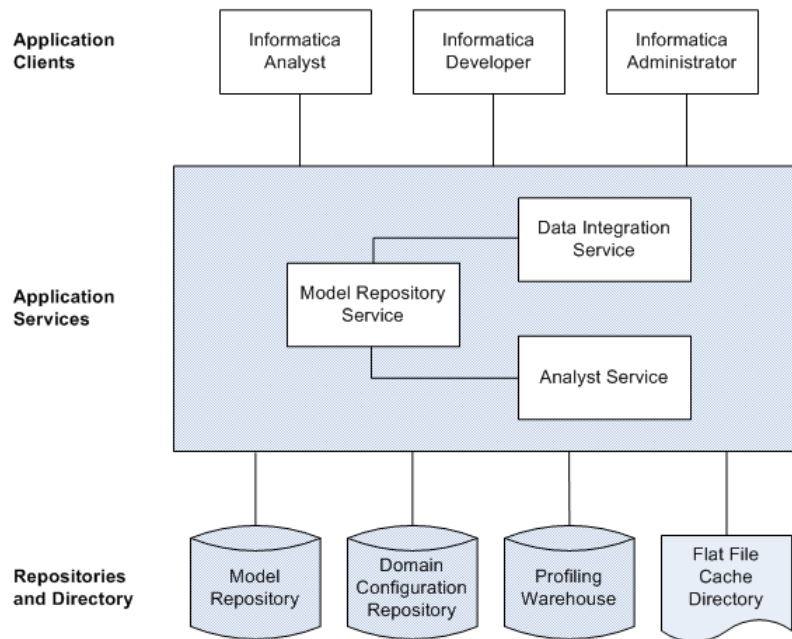 Application
Clients
Informatica
Analyst
Informatica
Developer
Informatica
Administrator
Application
Services
Data Integration
Service
Model Repository
Service
Analyst Service
Repositories
and Directory
Model
Repository
Domain
Configuration
Repository
Profiling
Warehouse
Flat File
Cache
Directory